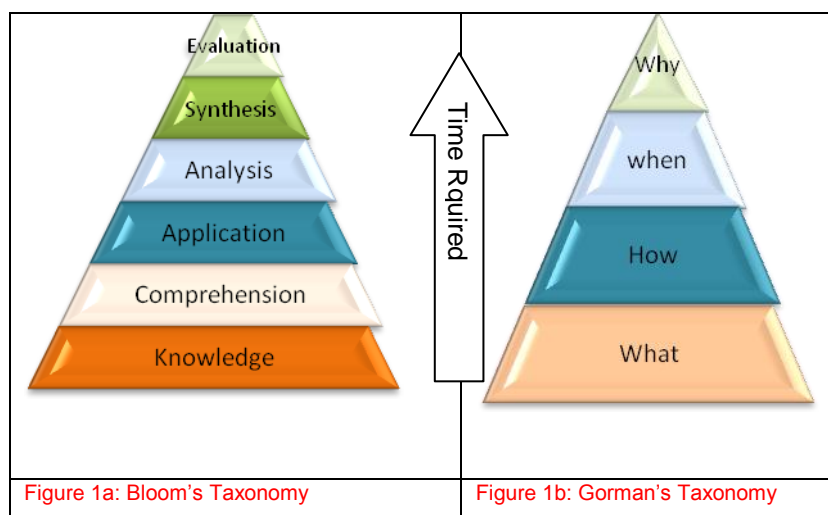 Evaluation
Synthesis
Analysis
Application
Comprehension
Knowledge
Time Rquired
Why
when
How
What
Figure 1a: Bloom’s Taxonomy
Figure 1b: Gorman’s Taxonomy